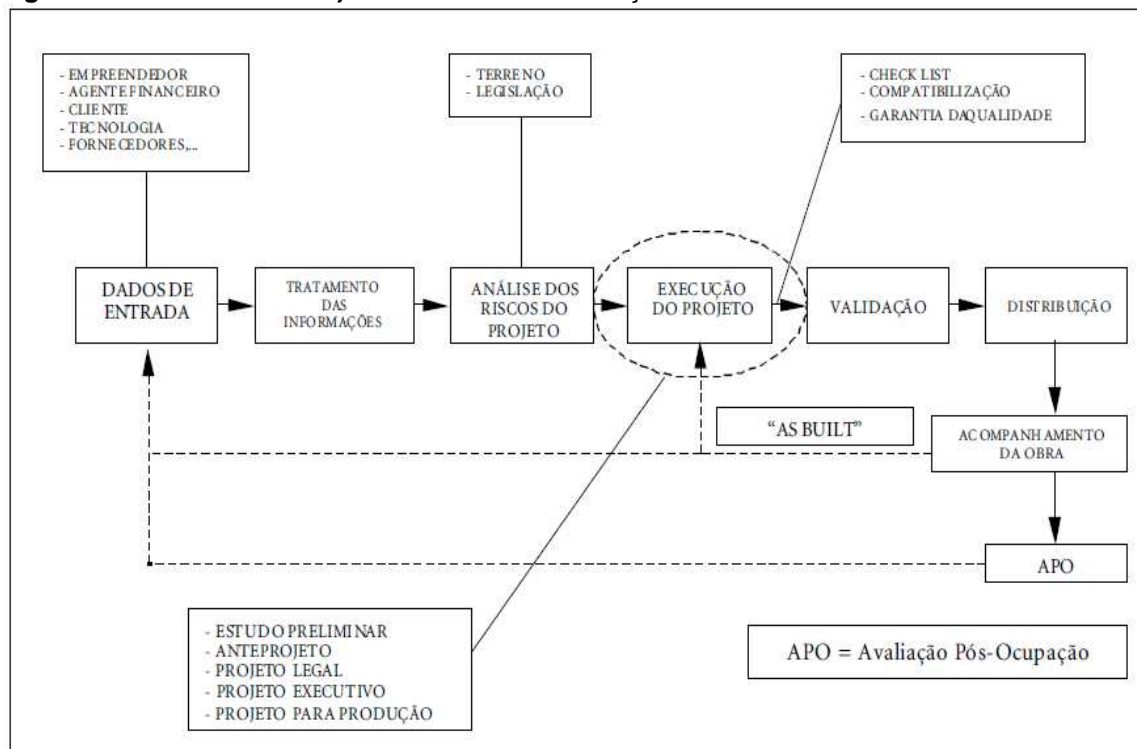 - EMPREENDEDOR
- AGENTE FINANCEIRO
- CLIENTE
- TECNOLOGIA
- FORNECEDORES,...
- TERRENO
- LEGISLAÇÃO
- CHECK LIST
- COMPATIBILIZAÇÃO
- GARANTIA DAQUALIDADE
DADOS DE
ENTRADA
TRATAMENTO
DAS
INFORMAÇÕES
ANÁLISE DOS
RISCOS DO
PROJETO
EXECUÇÃO
DO PROJETO
VALIDAÇÃO
DISTRIBUIÇÃO
"AS BUILT"
ACOMPANHAMENTO
DA OBRA
APO
- ESTUDO PRELIMINAR
- ANTEPROJETO
- PROJETO LEGAL
- PROJETO EXECUTIVO
- PROJETO PARA PRODUÇÃO
APO = Avaliação Pós-Ocupação